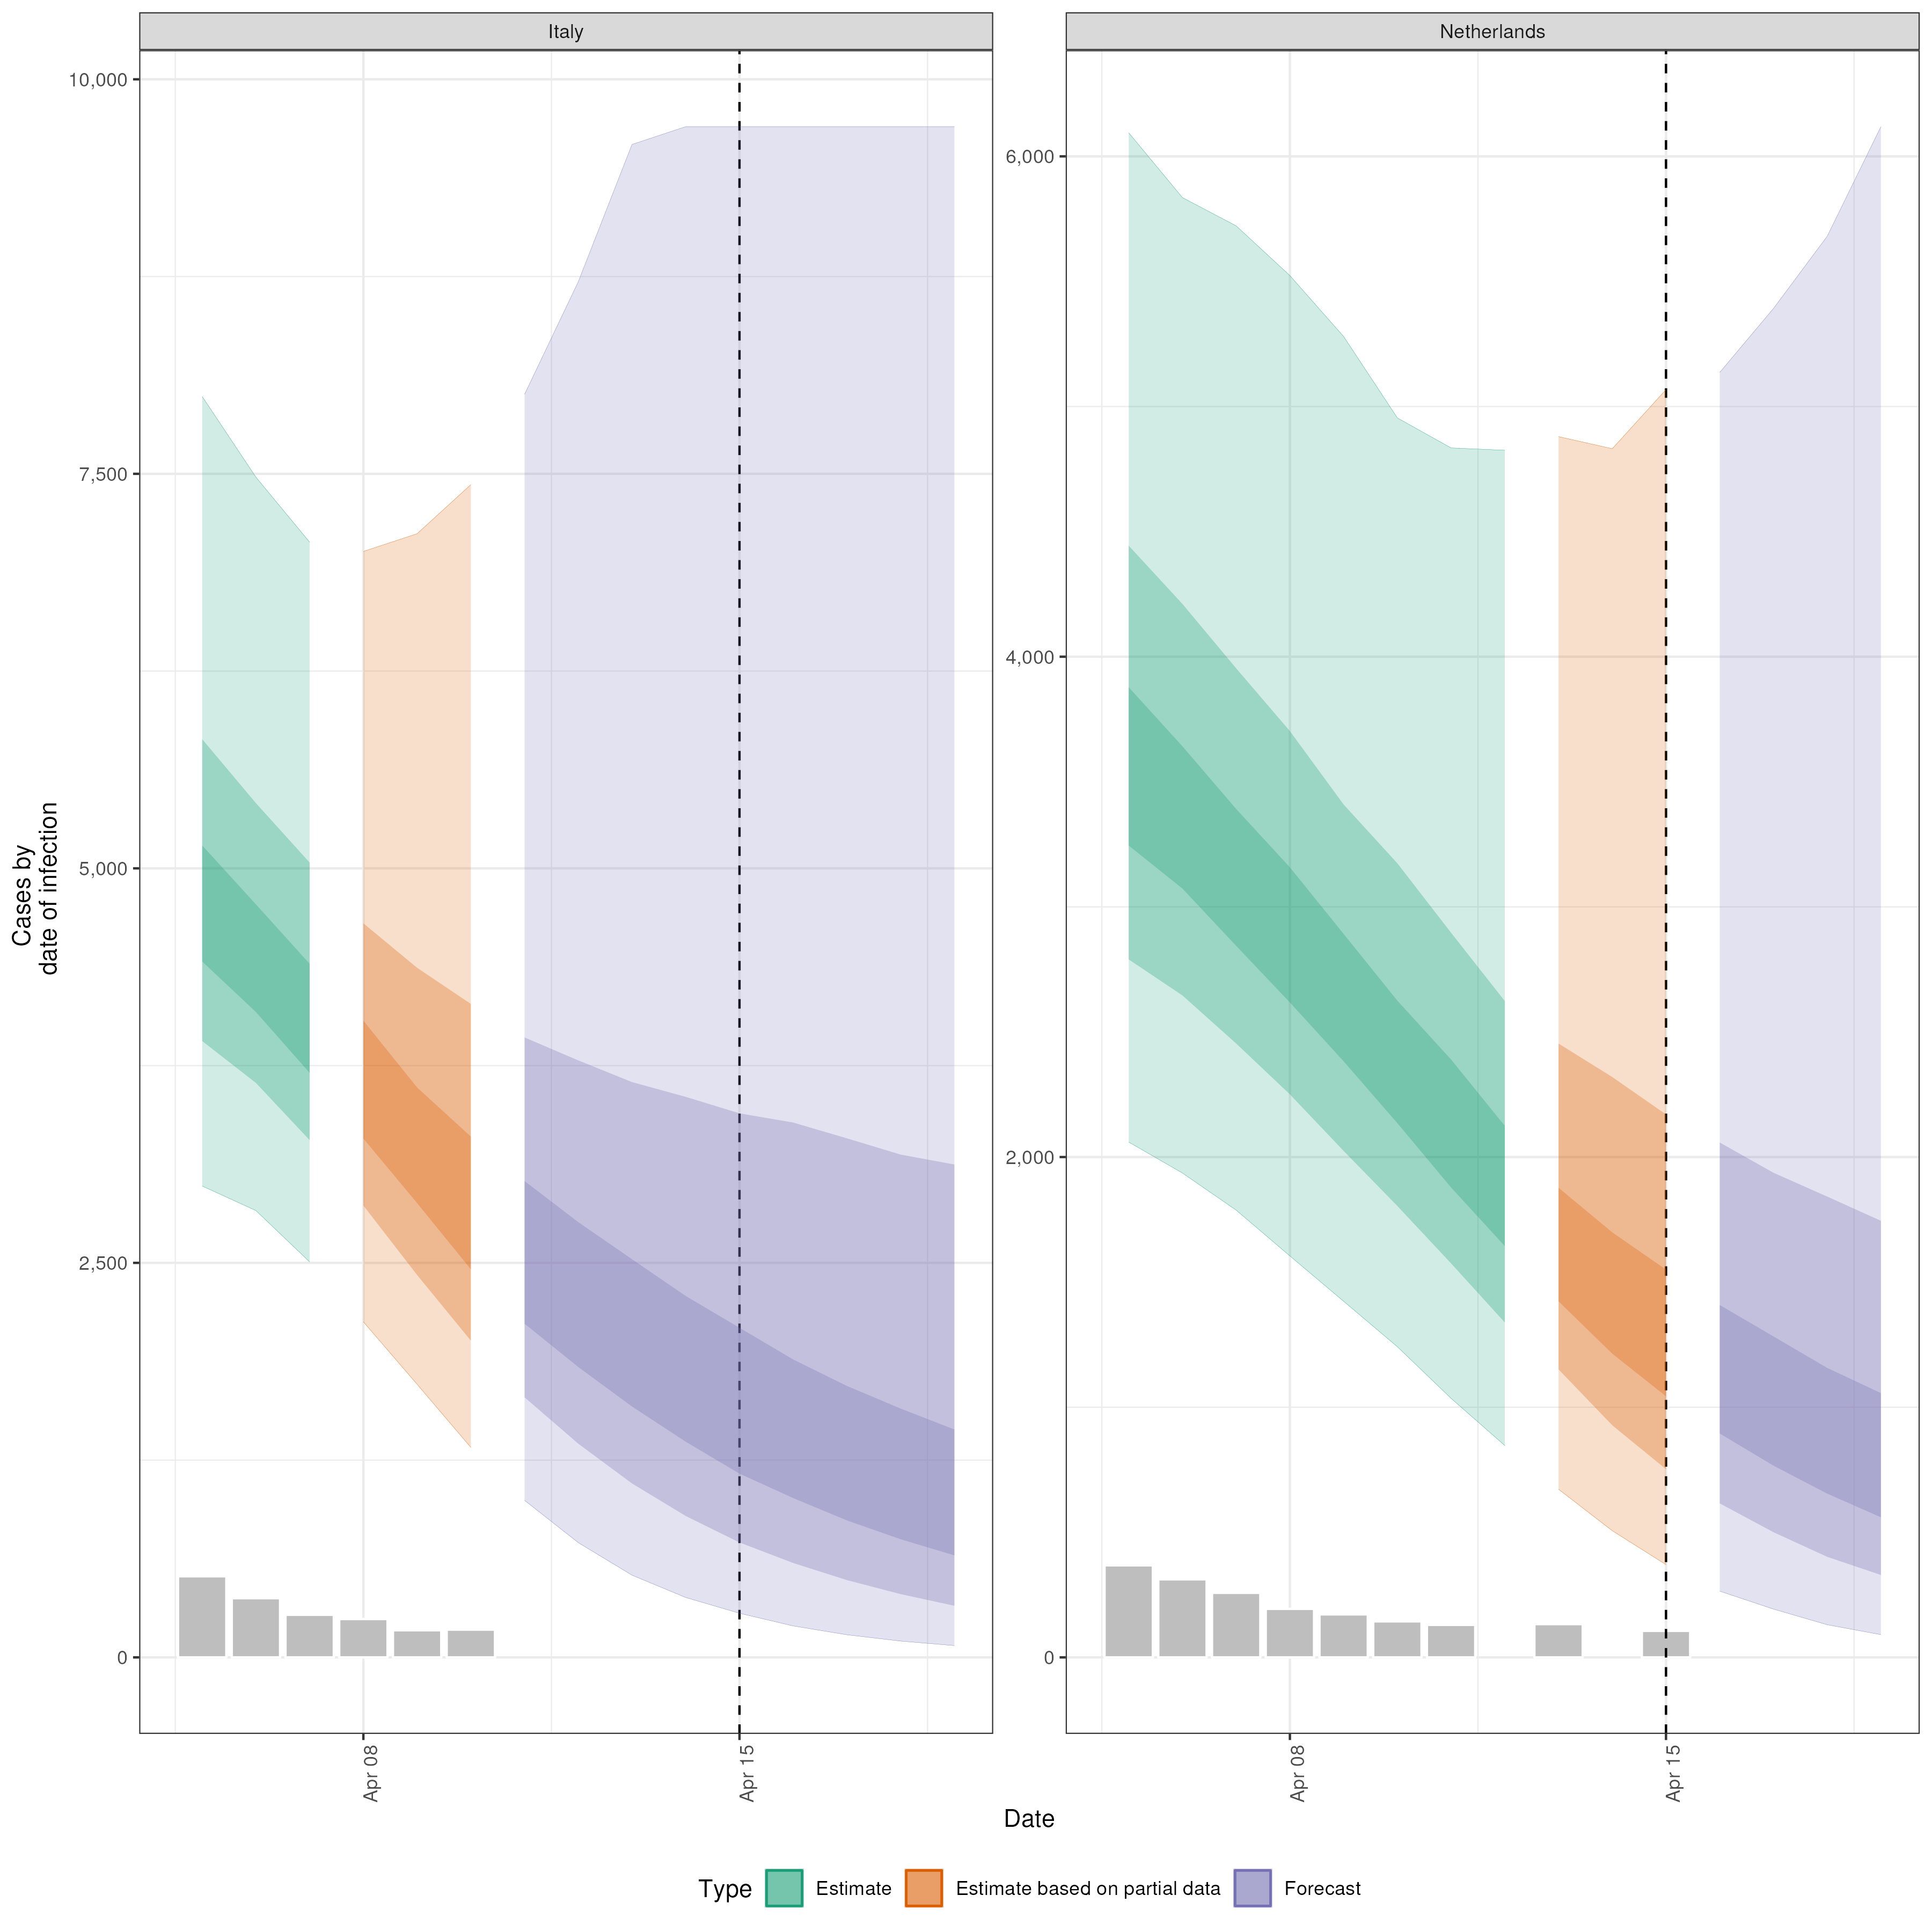 Italy
Netherlands
10,000
7,500
5,000
2,500
0
6,000
4,000
2,000
0
Cases by
date of infection
Apr 08
Apr 15
Apr 08
Apr 15
Date
Type
Estimate
Estimate based on partial data
Forecast